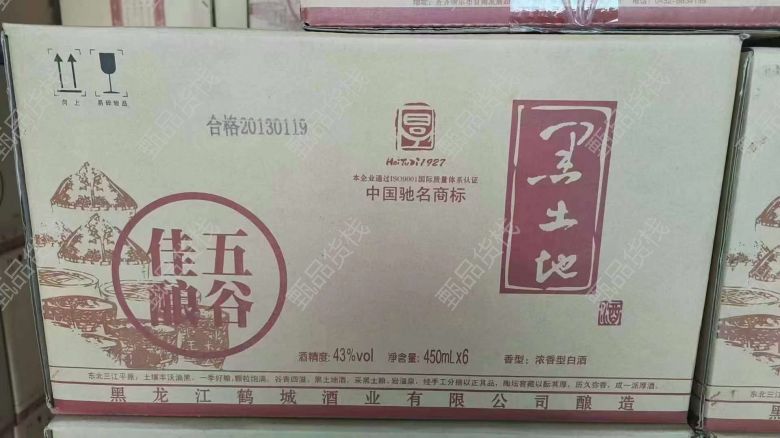 向上
易碎物品
合格20130119
HeiTuDi1927
本企业通过ISO9001国际质量体系认证
中国驰名商标
黑土地
酒
五谷
佳酿
酒精度: 43%vol 净含量: 450mLx6 香型: 浓香型白酒
黑龙江鹤城酒业有限公司酿造
甄品货栈